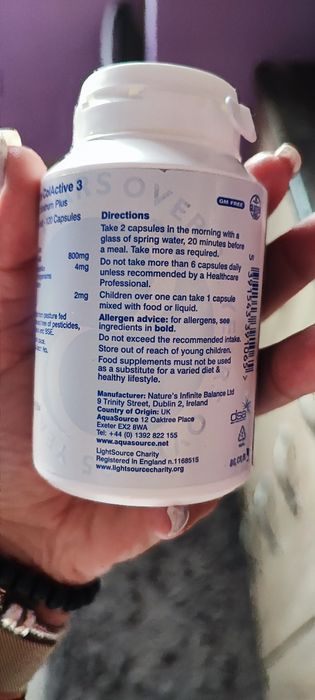 ColActive 3
Plus
120 Capsules
800mg
4mg
2mg
pasture fed
free of pesticides,
and BSE.
GM FREE
Directions
Take 2 capsules in the morning with a
glass of spring water, 20 minutes before
a meal. Take more as required.
Do not take more than 6 capsules daily
unless recommended by a Healthcare
Professional.
Children over one can take 1 capsule
mixed with food or liquid.
Allergen advice: for allergens, see
ingredients in bold.
Do not exceed the recommended intake.
Store out of reach of young children.
Food supplements must not be used
as a substitute for a varied diet &
healthy lifestyle.
Manufacturer: Nature's Infinite Balance Ltd
9 Trinity Street, Dublin 2, Ireland
Country of Origin: UK
AquaSource 12 Oaktree Place
Exeter EX2 8WA
Tel: +44 (0) 1392 822 155
www.aquasource.net
LightSource Charity
Registered in England n.1168515
www.lightsourcecharity.org